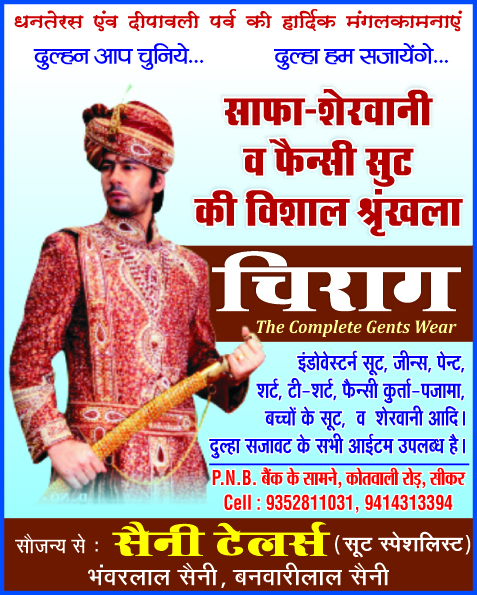 धनतेरस एंव दीपावली पर्व की हार्दिक मंगलकामनाएं
दुल्हन आप चुनिये... दुल्हा हम सजायेंगे...
साफा-शेरवानी
व फैन्सी सुट
की विशाल श्रृंखला
चिराग
The Complete Gents Wear
इंडोवेस्टर्न सूट, जीन्स, पेन्ट,
शर्ट, टी-शर्ट, फैन्सी कुर्ता-पजामा,
बच्चों के सूट, व शेरवानी आदि।
दुल्हा सजावट के सभी आईटम उपलब्ध है।
P.N.B. बैंक के सामने, कोतवाली रोड़, सीकर
Cell : 9352811031, 9414313394
सौजन्य से : सैनी टेलर्स (सूट स्पेशलिस्ट)
भंवरलाल सैनी, बनवारीलाल सैनी